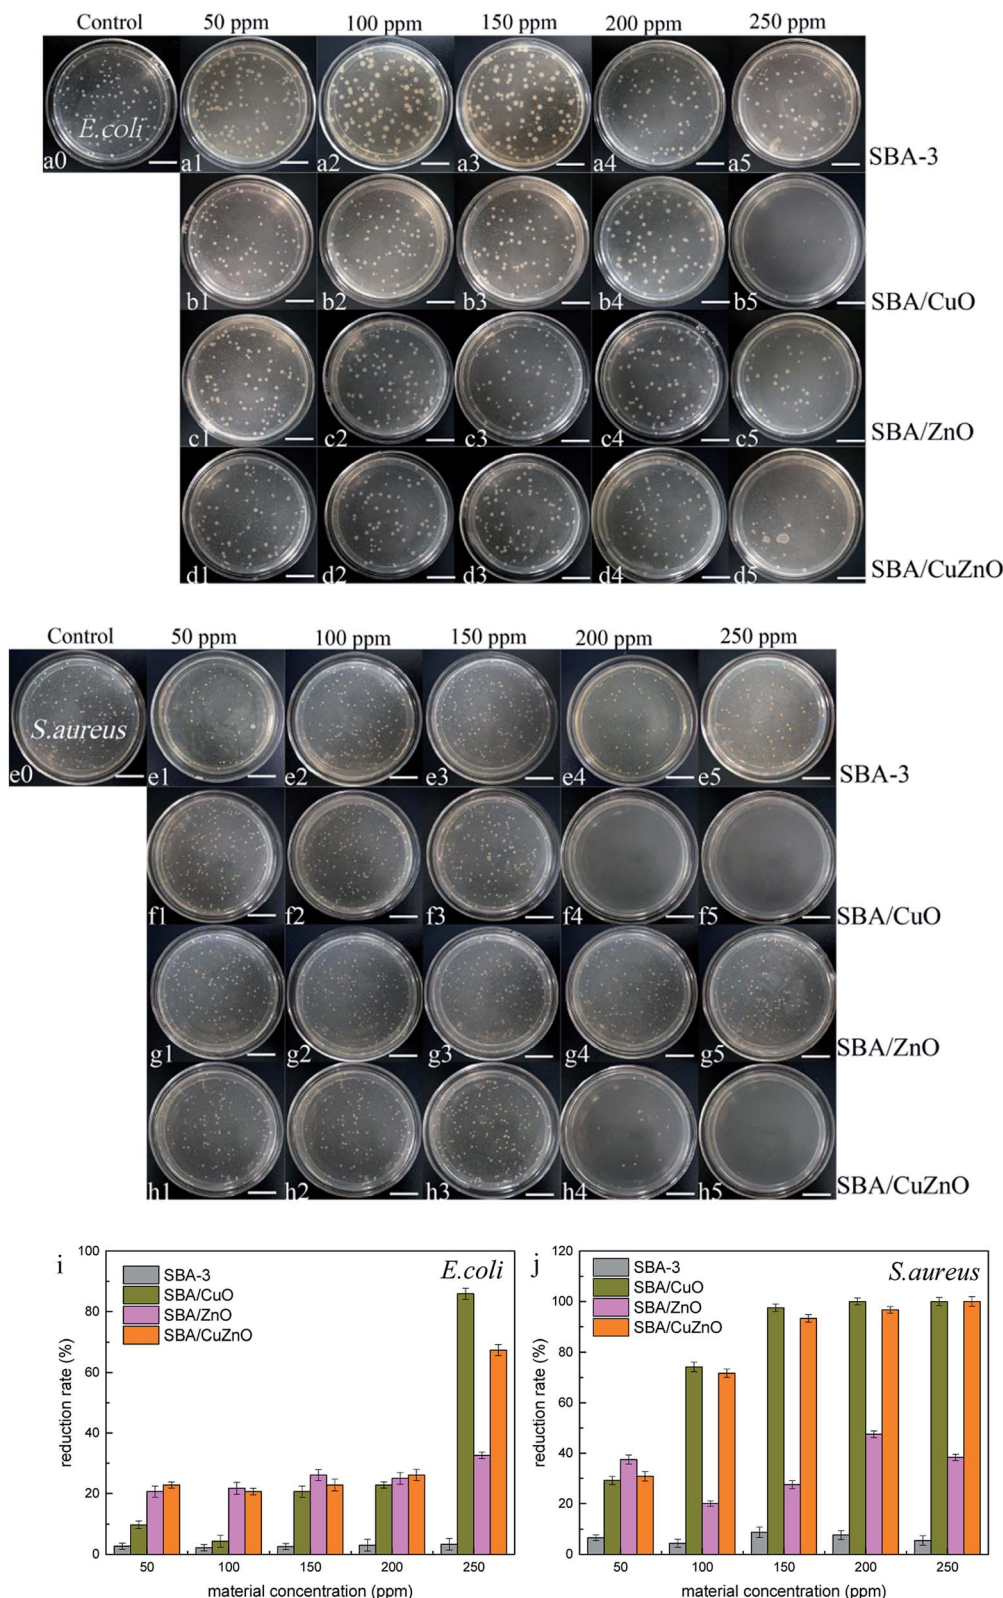 Control 50 ppm 100 ppm 150 ppm 200 ppm 250 ppm
E.coli
a0 a1 a2 a3 a4 a5 SBA-3
b1 b2 b3 b4 b5 SBA/CuO
c1 c2 c3 c4 c5 SBA/ZnO
d1 d2 d3 d4 d5 SBA/CuZnO
Control 50 ppm 100 ppm 150 ppm 200 ppm 250 ppm
S.aureus
e0 e1 e2 e3 e4 e5 SBA-3
f1 f2 f3 f4 f5 SBA/CuO
g1 g2 g3 g4 g5 SBA/ZnO
h1 h2 h3 h4 h5 SBA/CuZnO
i
E.coli
SBA-3
SBA/CuO
SBA/ZnO
SBA/CuZnO
reduction rate (%)
100
80
60
40
20
0
50 100 150 200 250
material concentration (ppm)
j
S.aureus
SBA-3
SBA/CuO
SBA/ZnO
SBA/CuZnO
reduction rate (%)
120
100
80
60
40
20
0
50 100 150 200 250
material concentration (ppm)